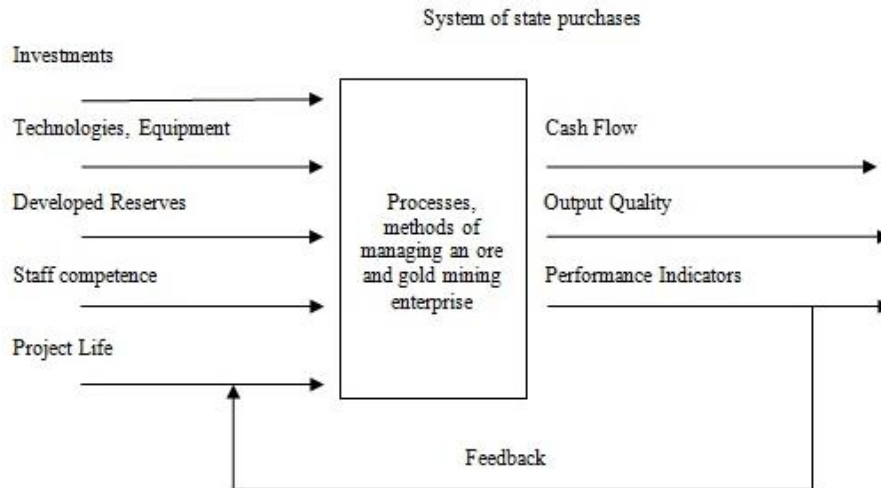 System of state purchases
Investments
Technologies, Equipment
Developed Reserves
Staff competence
Project Life
Processes,
methods of
managing an ore
and gold mining
enterprise
Cash Flow
Output Quality
Performance Indicators
Feedback